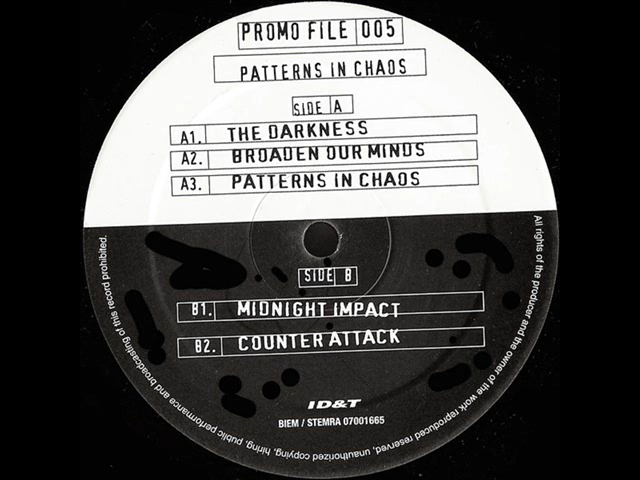 PROMO FILE 005
PATTERNS IN CHAOS
SIDE A
A1. THE DARKNESS
A2. BROADEN OUR MINDS
A3. PATTERNS IN CHAOS
SIDE B
B1. MIDNIGHT IMPACT
B2. COUNTER ATTACK
ID&T
BIEM / STEMRA 07001665
All rights of the producer and the owner of the work reproduced reserved, unauthorized copying, hiring, public performance and broadcasting of this record prohibited.